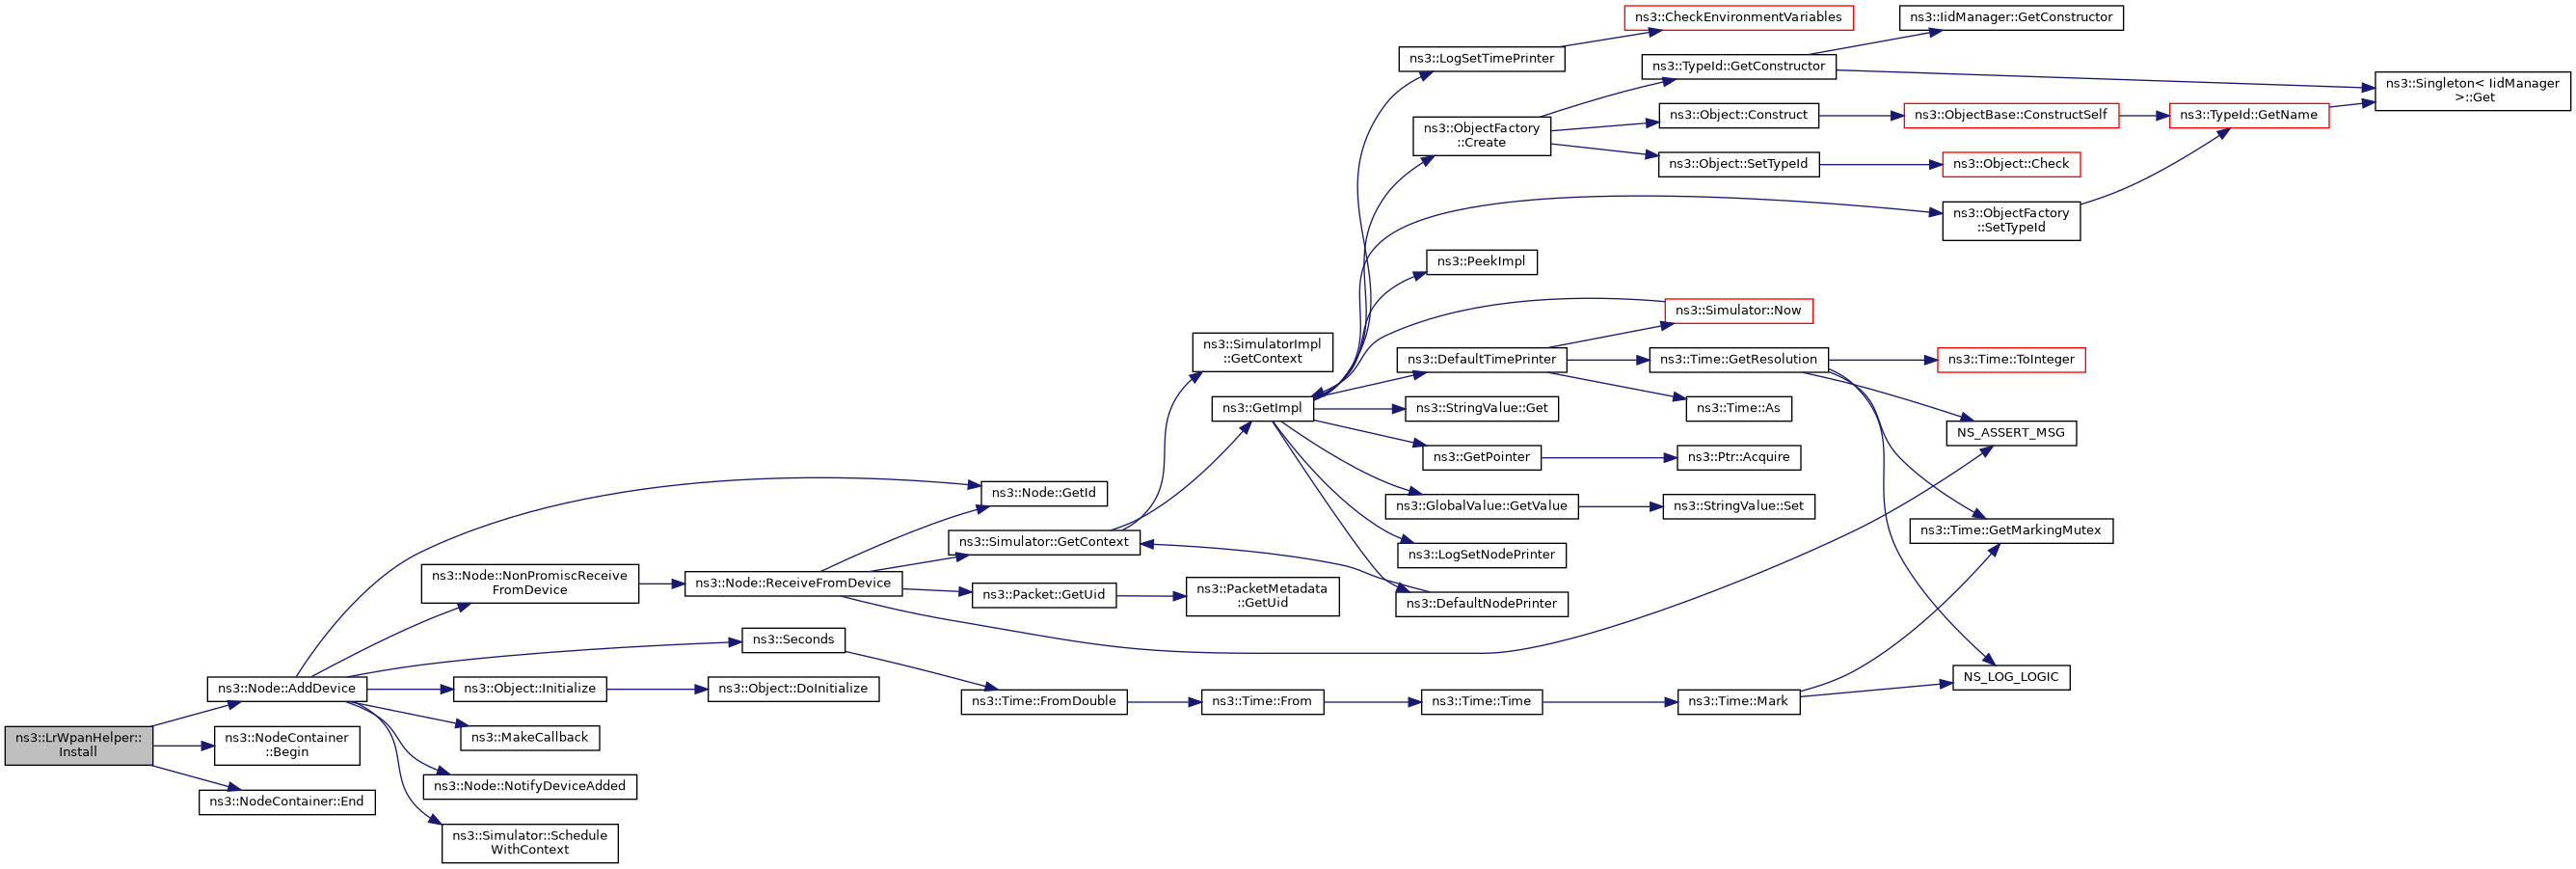 ns3::LrWpanHelper::
Install
ns3::Node::AddDevice
ns3::NodeContainer
::Begin
ns3::NodeContainer::End
ns3::Node::NonPromiscReceive
FromDevice
ns3::Object::Initialize
ns3::MakeCallback
ns3::Node::NotifyDeviceAdded
ns3::Simulator::Schedule
WithContext
ns3::Node::ReceiveFromDevice
ns3::Seconds
ns3::Object::DoInitialize
ns3::Node::GetId
ns3::Simulator::GetContext
ns3::Packet::GetUid
ns3::Time::FromDouble
ns3::SimulatorImpl
::GetContext
ns3::GetImpl
ns3::PacketMetadata
::GetUid
ns3::Time::From
ns3::LogSetTimePrinter
ns3::ObjectFactory
::Create
ns3::PeekImpl
ns3::DefaultTimePrinter
ns3::StringValue::Get
ns3::GetPointer
ns3::GlobalValue::GetValue
ns3::LogSetNodePrinter
ns3::DefaultNodePrinter
ns3::Time::Time
ns3::CheckEnvironmentVariables
ns3::TypeId::GetConstructor
ns3::Object::Construct
ns3::Object::SetTypeId
ns3::Simulator::Now
ns3::Time::GetResolution
ns3::Time::As
ns3::Ptr::Acquire
ns3::StringValue::Set
ns3::Time::Mark
ns3::IidManager::GetConstructor
ns3::ObjectBase::ConstructSelf
ns3::Object::Check
ns3::ObjectFactory
::SetTypeId
ns3::Time::ToInteger
NS_ASSERT_MSG
ns3::Time::GetMarkingMutex
NS_LOG_LOGIC
ns3::TypeId::GetName
ns3::Singleton< IidManager
>::Get